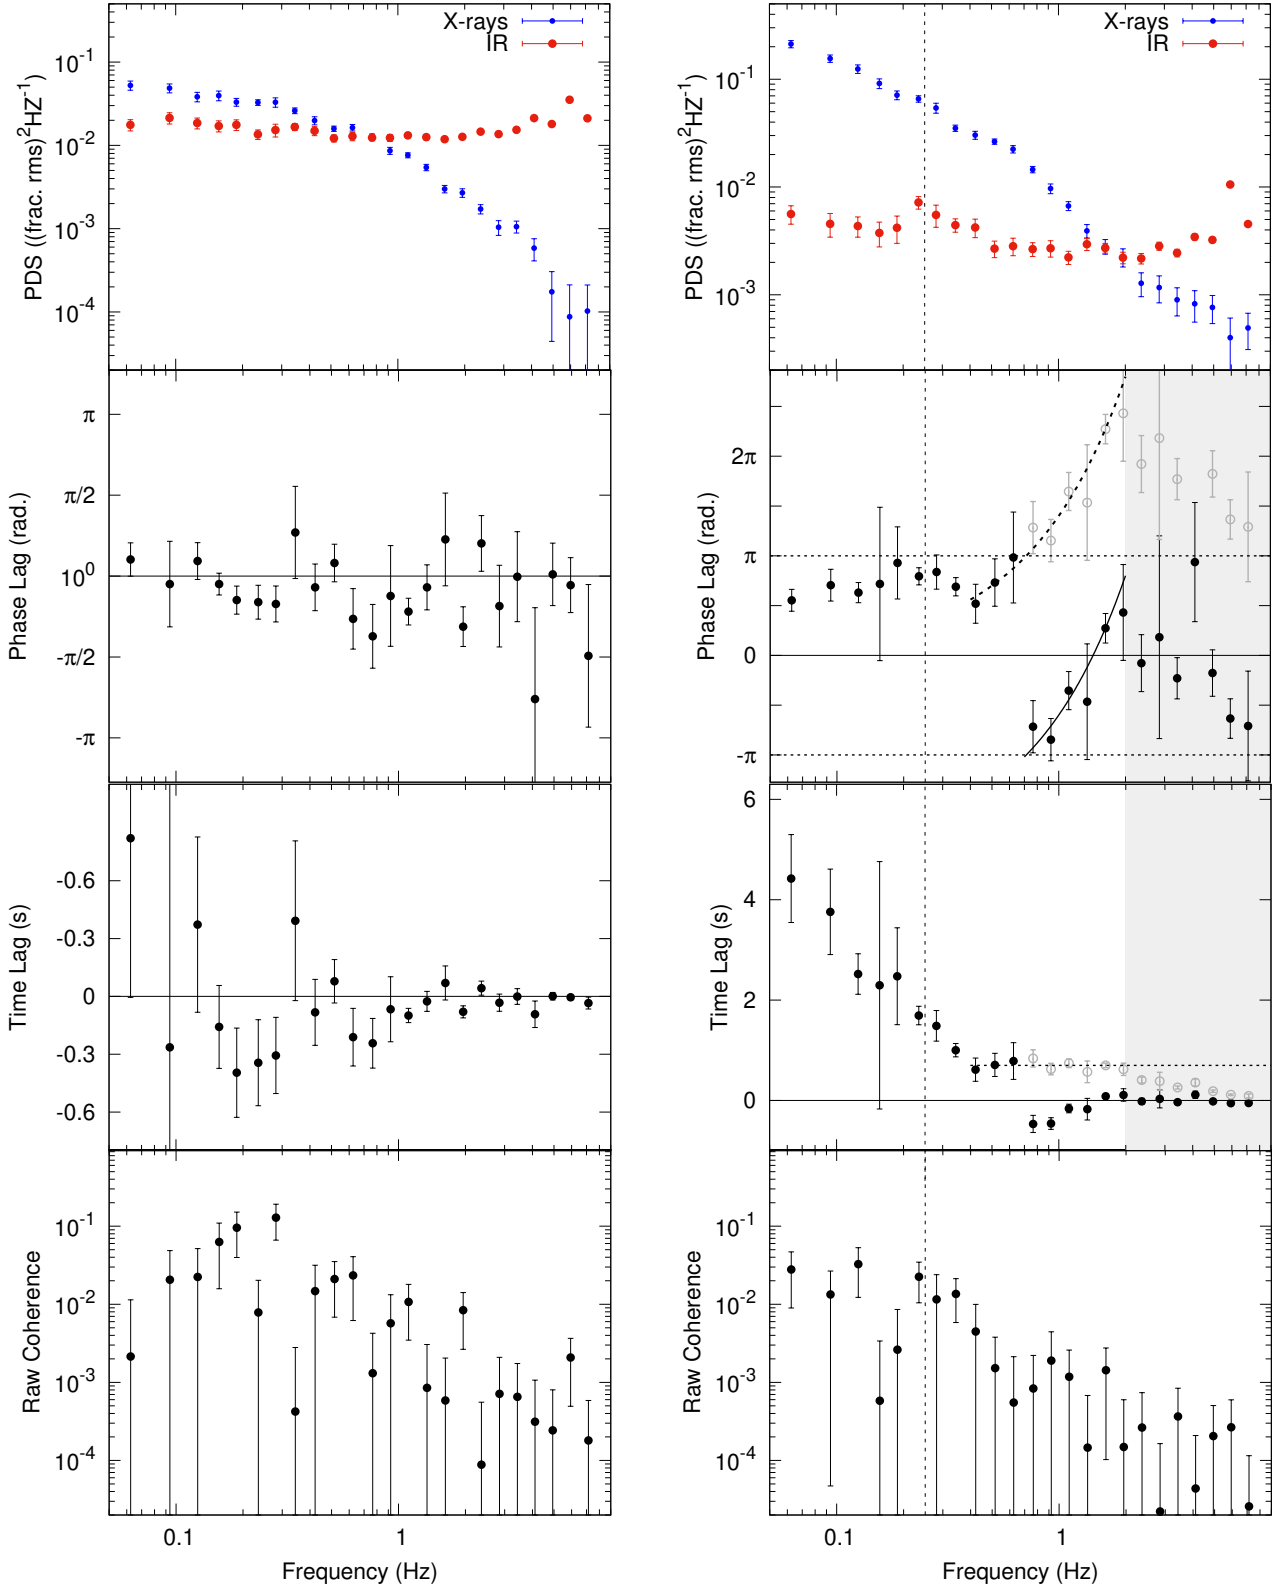 X-rays
IR
10^-1
10^-2
10^-3
10^-4
PDS ((frac. rms)^2HZ^-1)
π
π/2
10^0
-π/2
-π
Phase Lag (rad.)
-0.6
-0.3
0
-0.3
-0.6
Time Lag (s)
10^-1
10^-2
10^-3
10^-4
Raw Coherence
0.1
1
Frequency (Hz)
X-rays
IR
10^-1
10^-2
10^-3
PDS ((frac. rms)^2HZ^-1)
2π
π
0
-π
Phase Lag (rad.)
6
4
2
0
Time Lag (s)
10^-1
10^-2
10^-3
10^-4
Raw Coherence
0.1
1
Frequency (Hz)